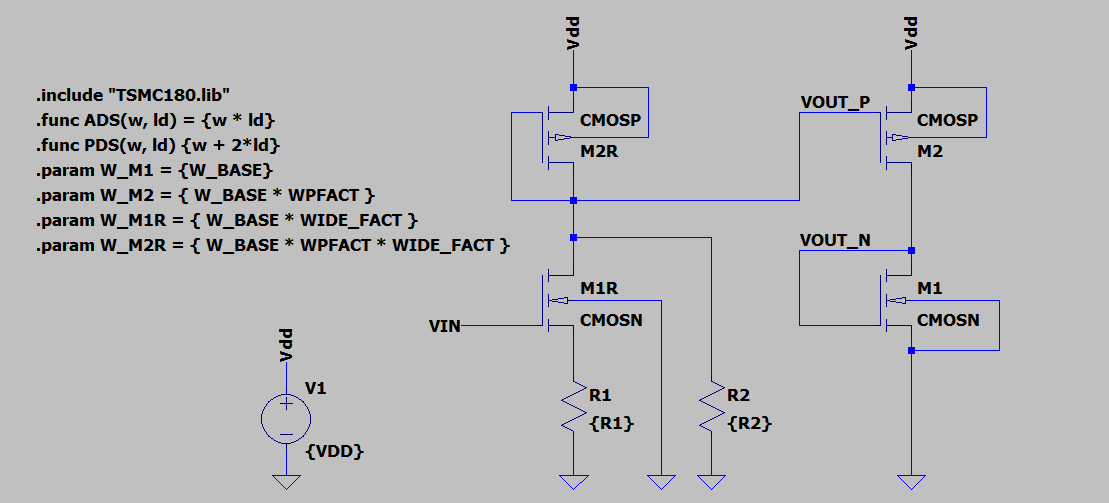 Vdd
Vdd
.include "TSMC180.lib"
.func ADS(w, ld) = {w * ld}
.func PDS(w, ld) {w + 2*ld}
.param W_M1 = {W_BASE}
.param W_M2 = { W_BASE * WPFACT }
.param W_M1R = { W_BASE * WIDE_FACT }
.param W_M2R = { W_BASE * WPFACT * WIDE_FACT }
CMOSP
M2R
VOUT_P
CMOSP
M2
VOUT_N
M1R
CMOSN
VIN
M1
CMOSN
Vdd
V1
{VDD}
R1
{R1}
R2
{R2}